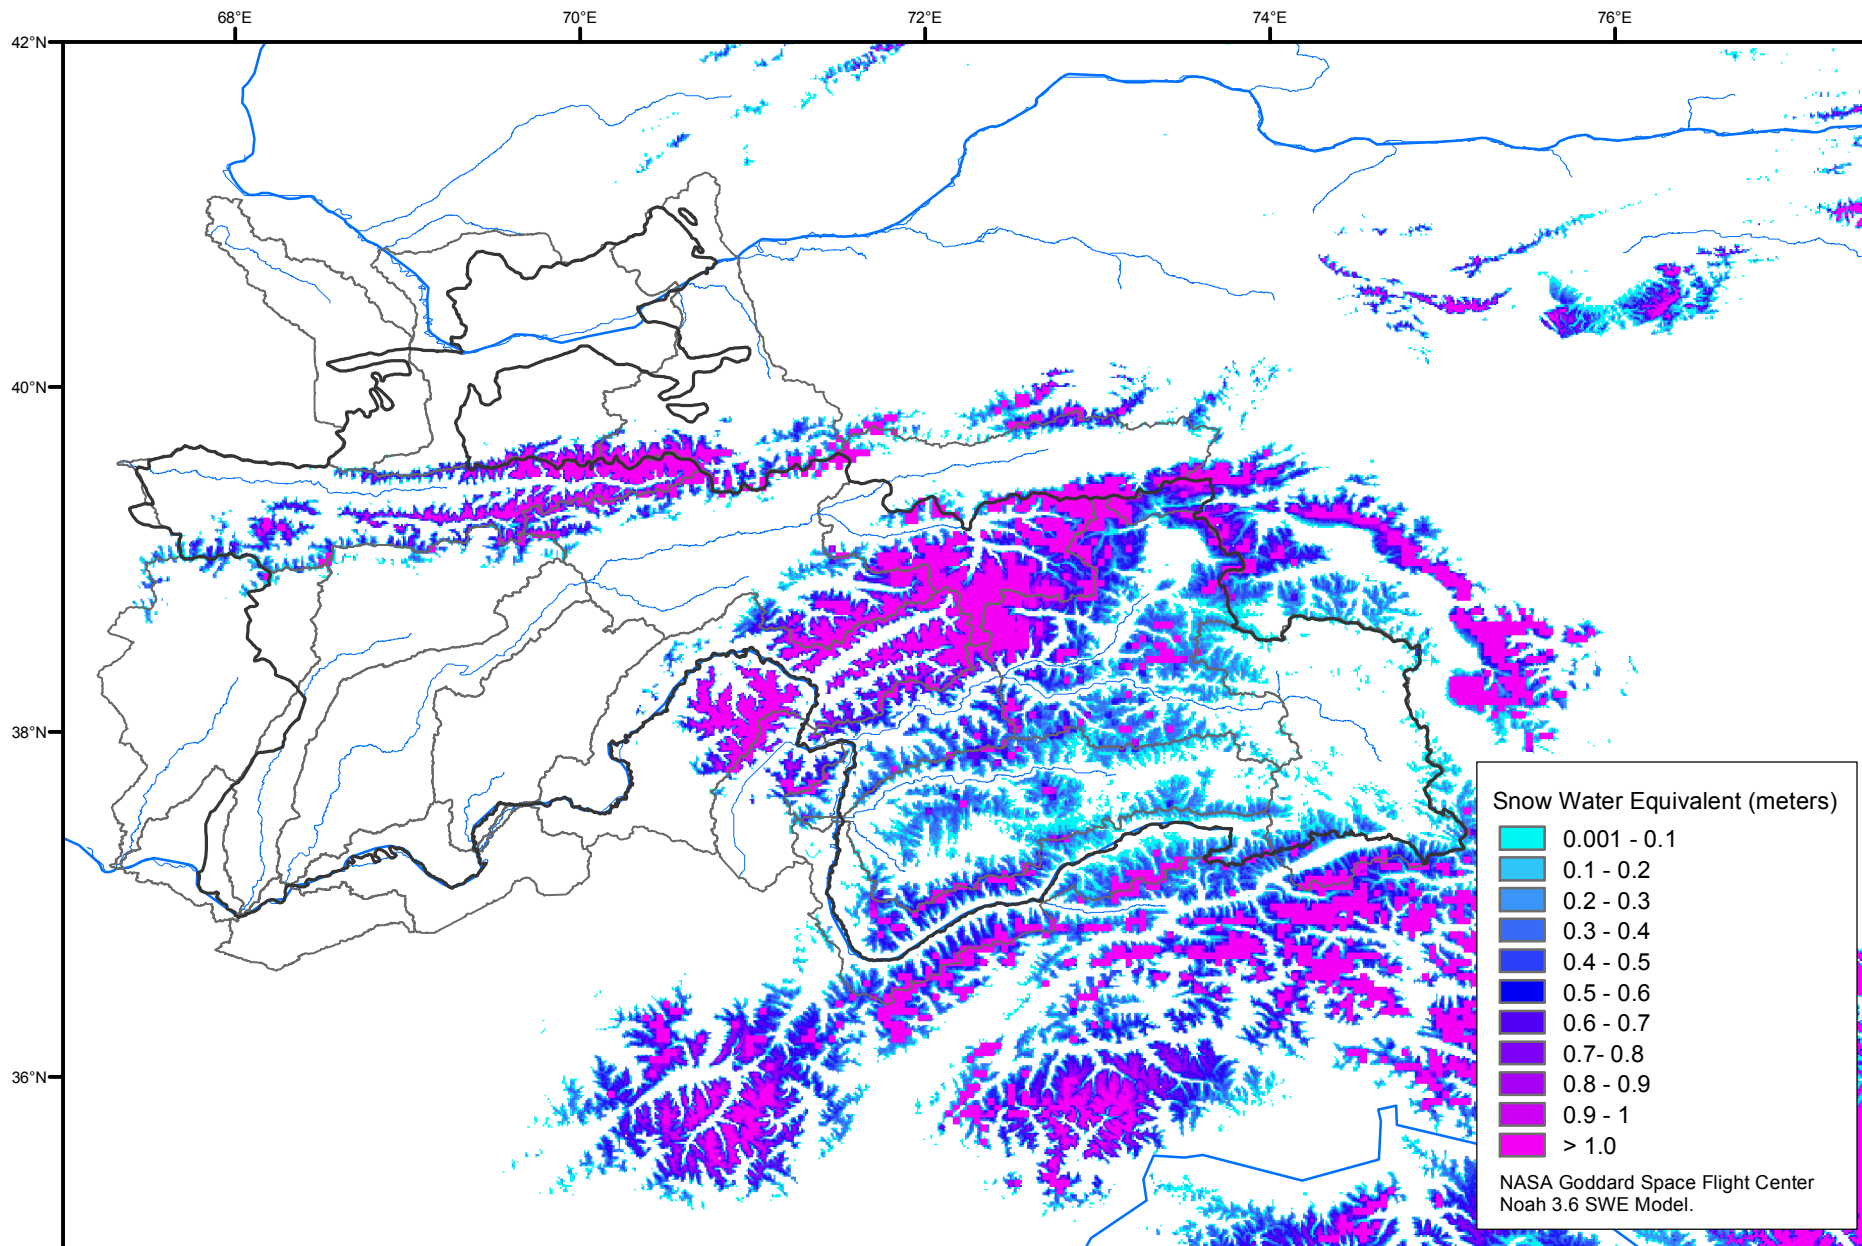 68°E
70°E
72°E
74°E
76°E
42°N
40°N
38°N
36°N
Snow Water Equivalent (meters)
0.001 - 0.1
0.1 - 0.2
0.2 - 0.3
0.3 - 0.4
0.4 - 0.5
0.5 - 0.6
0.6 - 0.7
0.7- 0.8
0.8 - 0.9
0.9 - 1
> 1.0
NASA Goddard Space Flight Center
Noah 3.6 SWE Model.